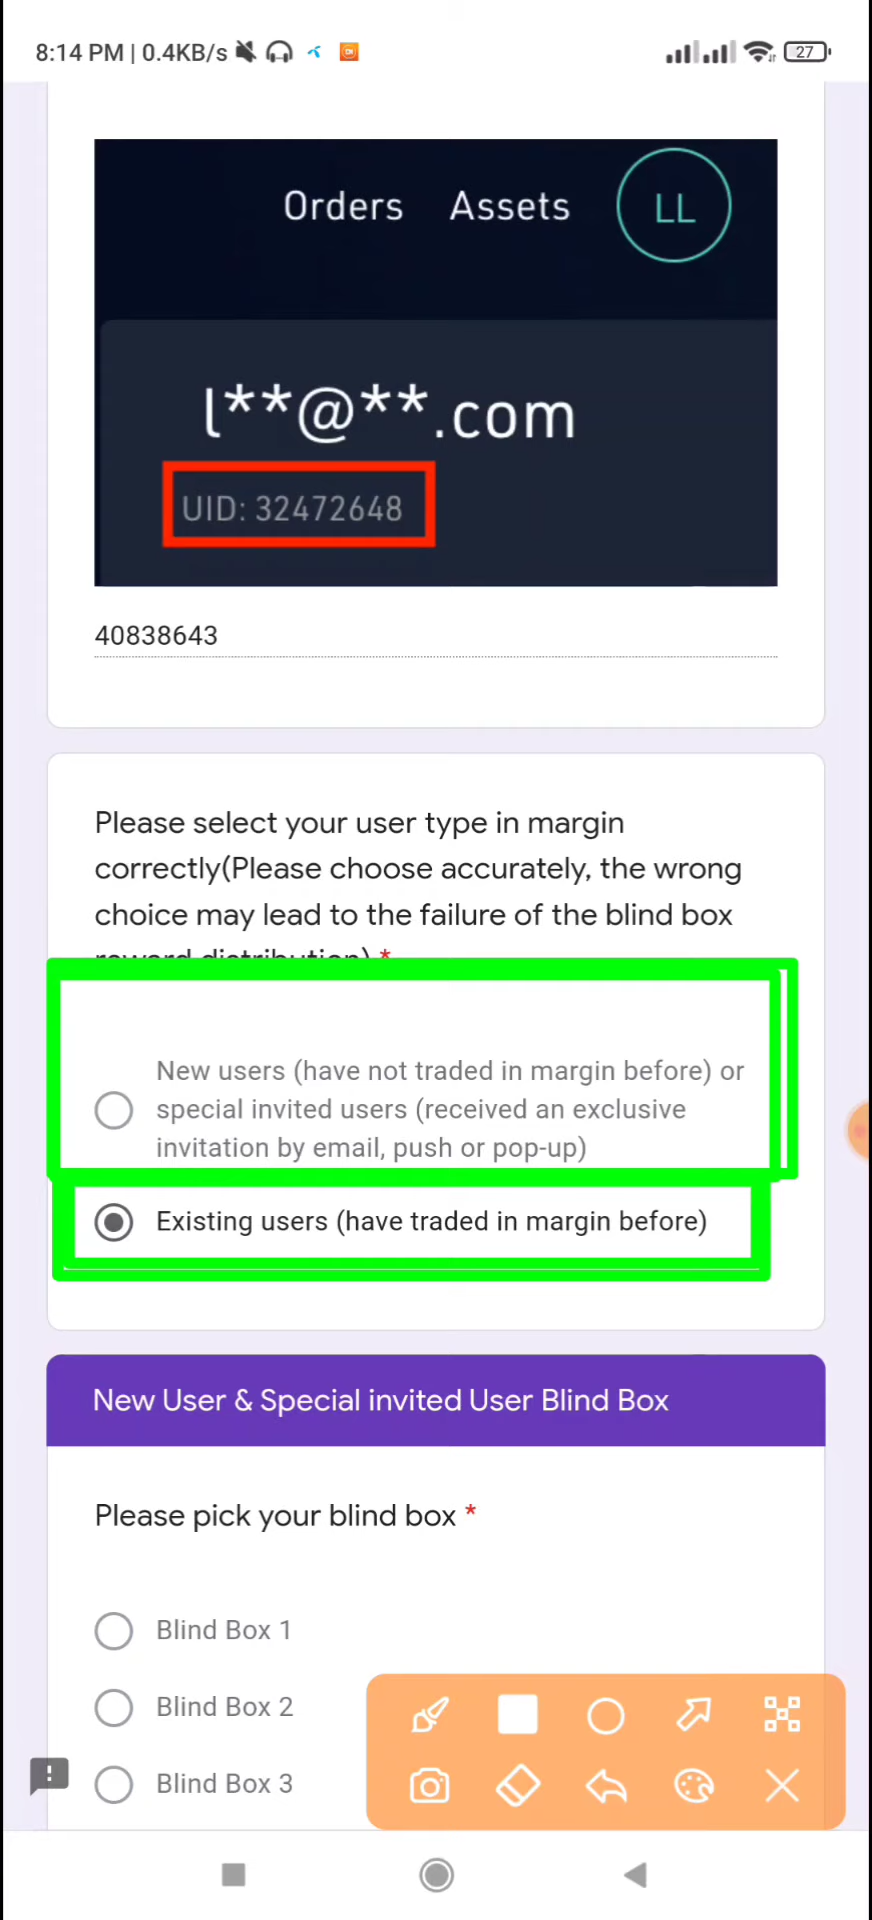 8:14 PM | 0.4KB/s
27
Orders Assets LL
l**@**.com
UID: 32472648
40838643
Please select your user type in margin
correctly(Please choose accurately, the wrong
choice may lead to the failure of the blind box
reward distribution) *
New users (have not traded in margin before) or
special invited users (received an exclusive
invitation by email, push or pop-up)
Existing users (have traded in margin before)
New User & Special invited User Blind Box
Please pick your blind box *
Blind Box 1
Blind Box 2
Blind Box 3